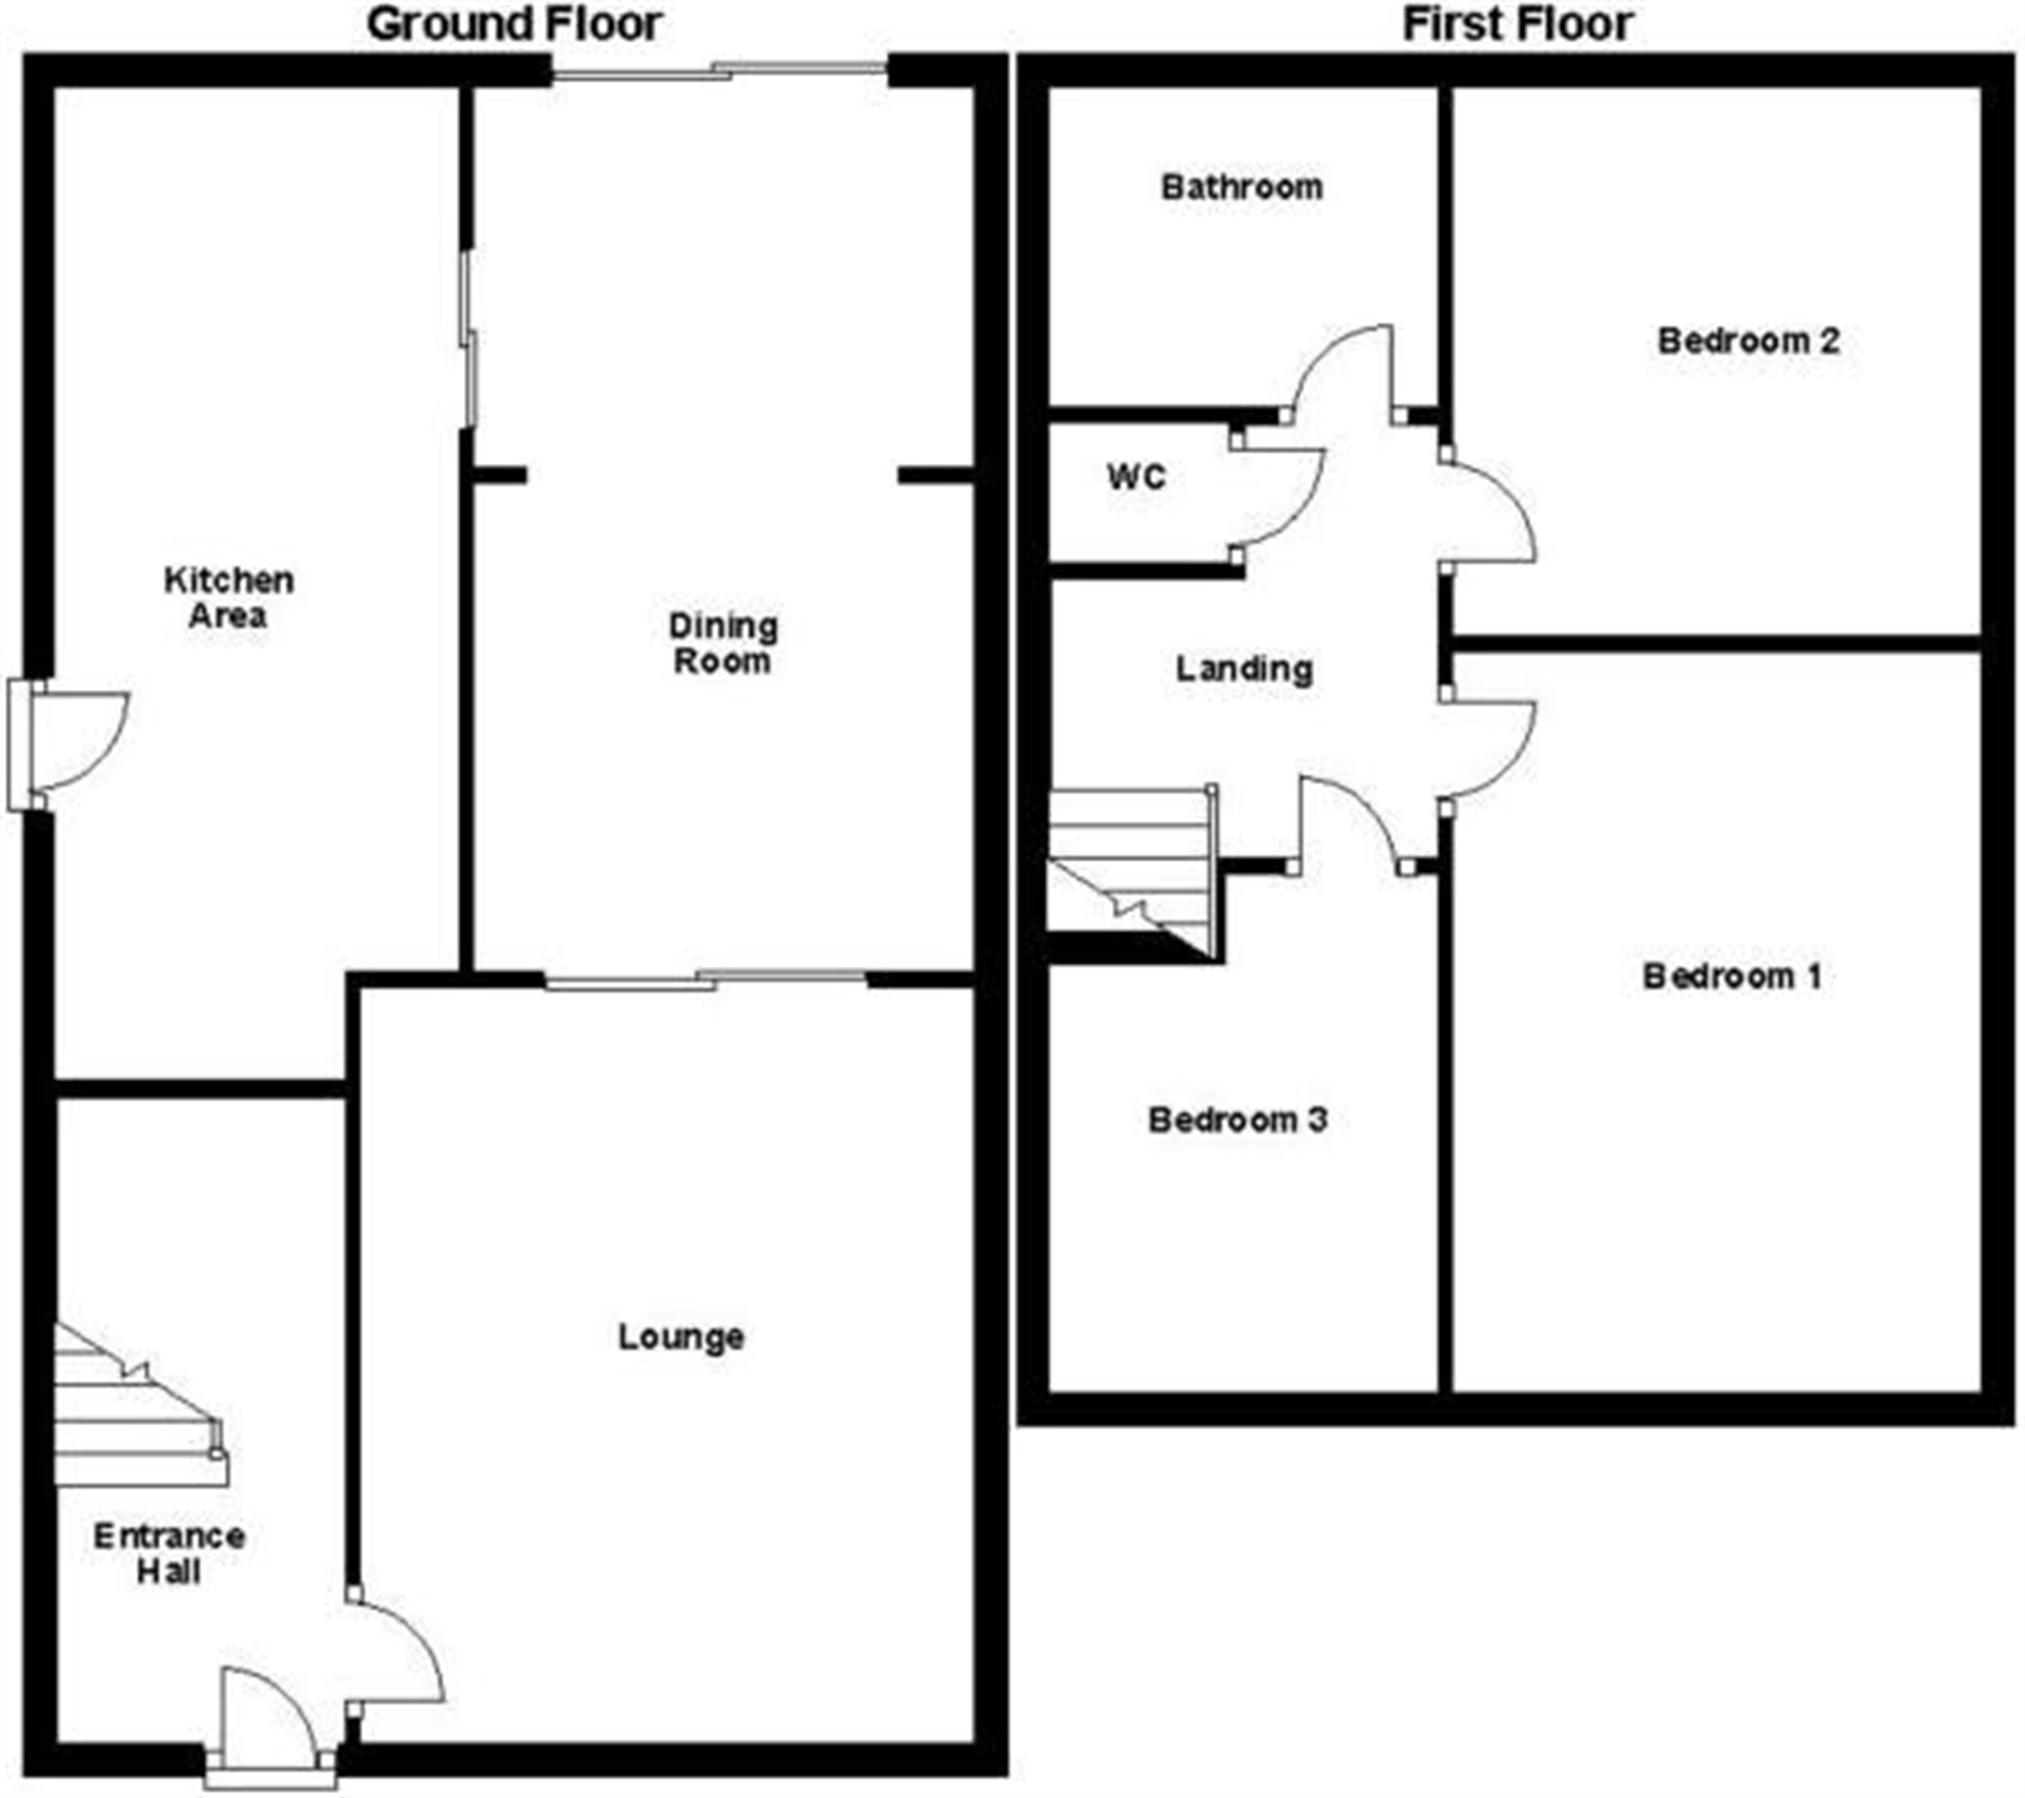 Ground Floor
Kitchen
Area
Dining
Room
Lounge
Entrance
Hall
First Floor
Bathroom
Bedroom 2
WC
Landing
Bedroom 1
Bedroom 3